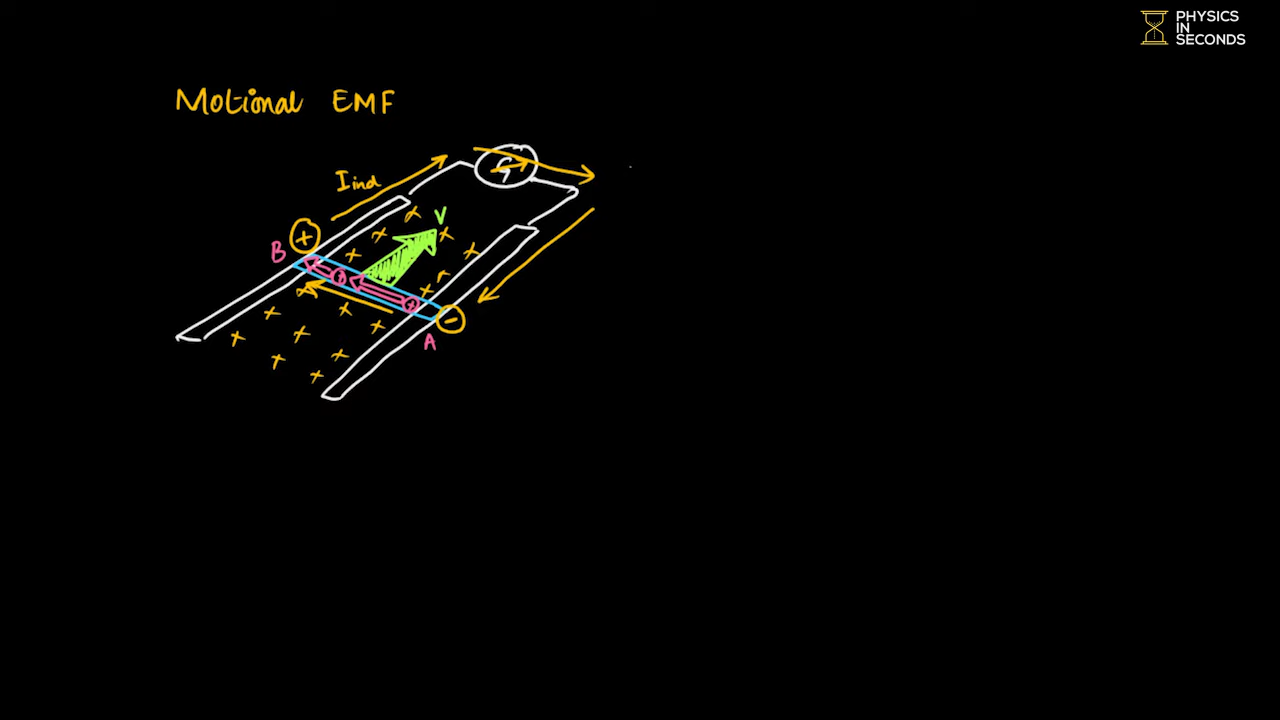 PHYSICS
IN
SECONDS
Motional EMF
G
Iind
V
+
B
+
+
−
A